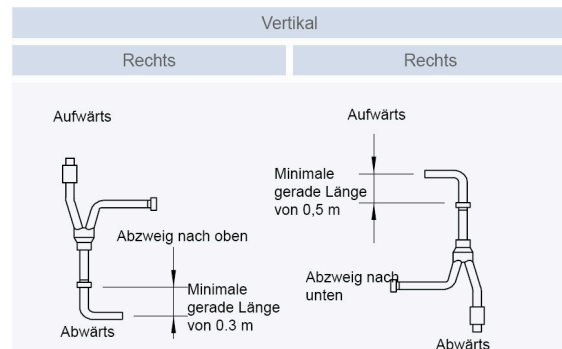 Vertikal
Rechts
Rechts
Aufwärts
Abzweig nach oben
Minimale
gerade Länge
von 0.3 m
Abwärts
Aufwärts
Minimale
gerade Länge
von 0,5 m
Abzweig nach
unten
Abwärts